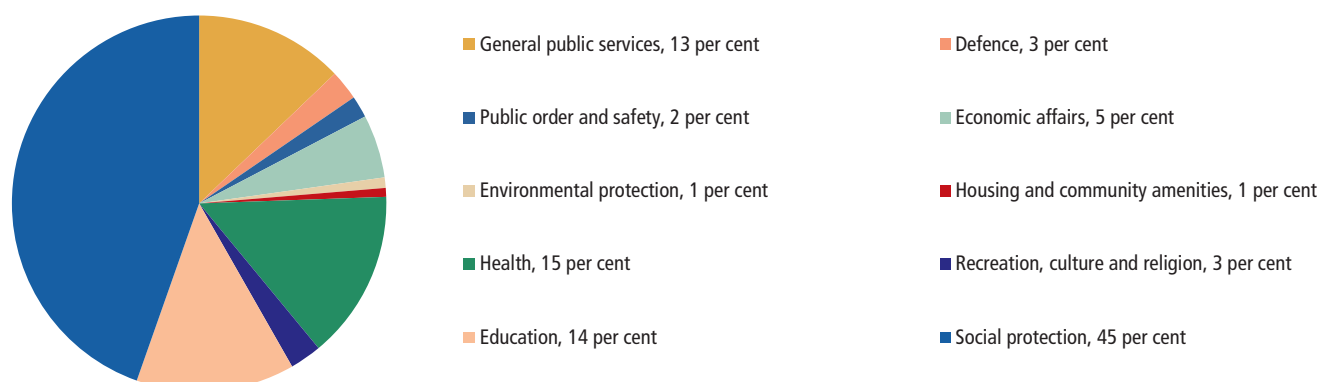 General public services, 13 per cent
Defence, 3 per cent
Public order and safety, 2 per cent
Economic affairs, 5 per cent
Environmental protection, 1 per cent
Housing and community amenities, 1 per cent
Health, 15 per cent
Recreation, culture and religion, 3 per cent
Education, 14 per cent
Social protection, 45 per cent